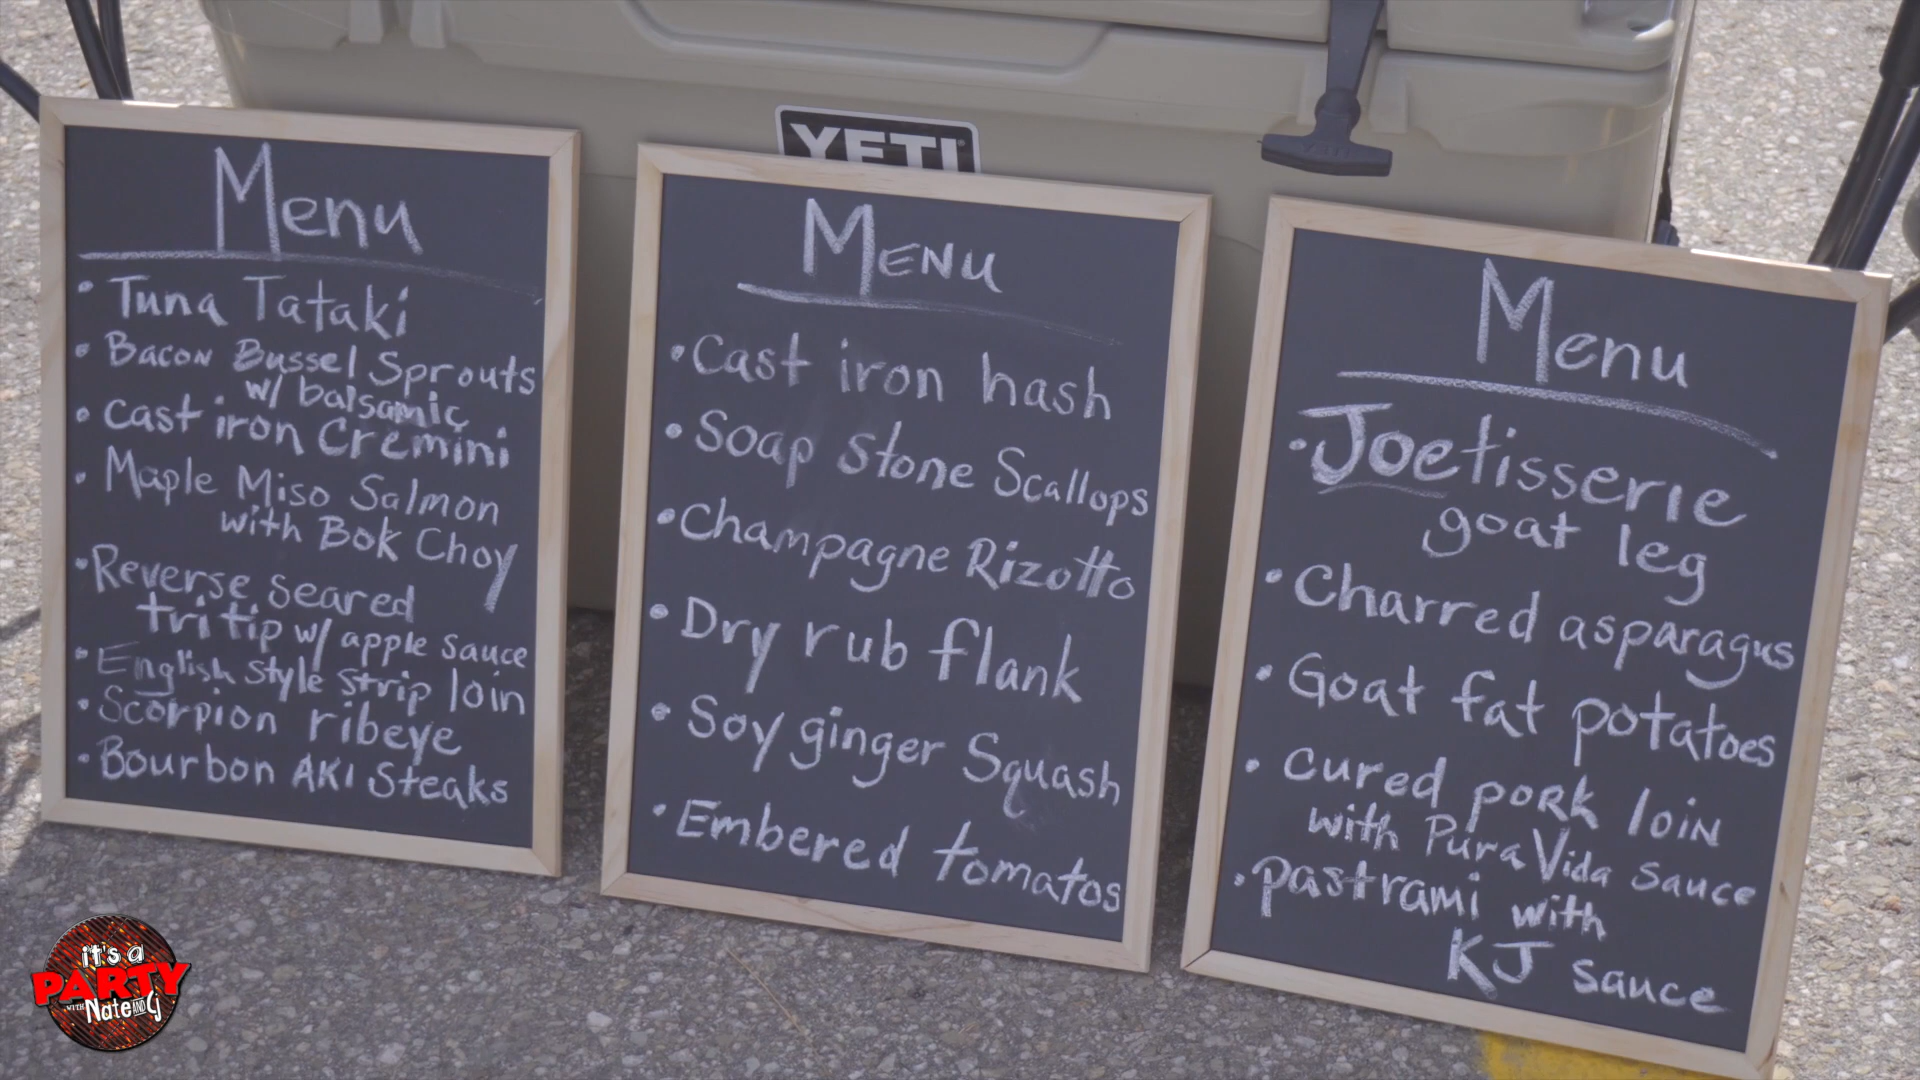 YETI
Menu
• Tuna Tataki
• Bacon Bussel Sprouts
w/ balsamic
• Cast iron Cremini
• Maple Miso Salmon
with Bok Choy
• Reverse seared
tri tip w/ apple sauce
• English style strip loin
• Scorpion ribeye
• Bourbon AKI Steaks
MENU
• Cast iron hash
• Soap stone Scallops
• Champagne Rizotto
• Dry rub flank
• Soy ginger Squash
• Embered tomatos
Menu
• Joetisserie
goat leg
• Charred asparagus
• Goat fat potatoes
• cured pork loin
with Pura Vida sauce
• pastrami with
KJ sauce
it's a
PARTY
WITH Nate AND CJ